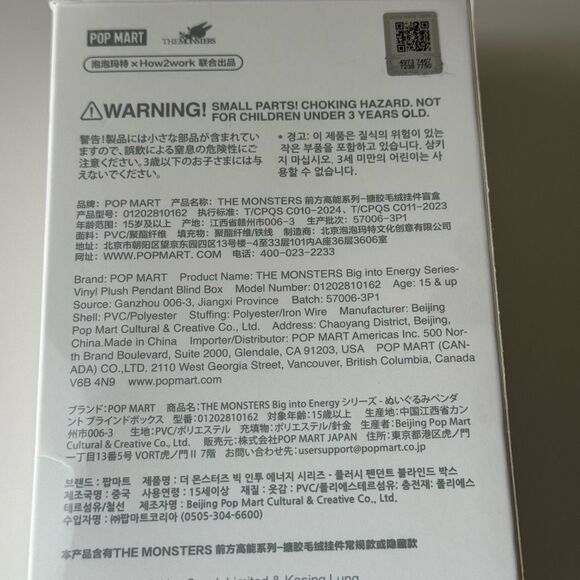 POP MART THE MONSTERS
泡泡玛特 × How2work 联合出品
4973 7497
7238 7750
WARNING! SMALL PARTS! CHOKING HAZARD. NOT
FOR CHILDREN UNDER 3 YEARS OLD.
警告!製品には小さな部品が含まれてい
ますので、誤飲による窒息の危険性にご
注意ください。3歳以下のお子さまには与
えないでください。
• 경고: 이 제품은 질식의 위험이 있는
작은 부품을 포함하고 있습니다. 삼키
지 마십시오. 3세 미만의 어린이는 사
용할 수 없습니다.
品牌：POP MART 产品名称：THE MONSTERS 前方高能系列-搪胶毛绒挂件盲盒
产品型号：01202810162 执行标准：T/CPQS C010-2024、T/CPQS C011-2023
年龄范围：15岁及以上 产地：江西省赣州市006-3 生产批次：57006-3P1
面料：PVC/聚酯纤维 填充物：聚酯纤维/铁线 制造商：北京泡泡玛特文化创意有限公司
地址：北京市朝阳区望京东园四区13号楼-4至33层101内A座36层3606室
网址：WWW.POPMART.COM 电话：400-023-2233
Brand: POP MART Product Name: THE MONSTERS Big into Energy Series-
Vinyl Plush Pendant Blind Box Model Number: 01202810162 Age: 15 & up
Source: Ganzhou 006-3, Jiangxi Province Batch: 57006-3P1
Shell: PVC/Polyester Stuffing: Polyester/Iron Wire Manufacturer: Beijing
Pop Mart Cultural & Creative Co., Ltd. Address: Chaoyang District, Beijing,
China.Made in China Importer/Distributor: POP MART Americas Inc. 500 Nor-
th Brand Boulevard, Suite 2000, Glendale, CA 91203, USA POP MART (CAN-
ADA) CO.,LTD. 2110 West Georgia Street, Vancouver, British Columbia, Canada
V6B 4N9 www.popmart.com
ブランド：POP MART 商品名：THE MONSTERS Big into Energy シリーズ - ぬいぐるみペンダ
ント ブラインドボックス 型番：01202810162 対象年齢：15歳以上 生産地：中国江西省カン
州市006-3 生地：PVC/ポリエステル 充填物：ポリエステル/針金 生産者：Beijing Pop Mart
Cultural & Creative Co., Ltd. 販売元：株式会社POP MART JAPAN 住所：東京都港区虎ノ門
一丁目13番5号 VORT虎ノ門Ⅱ 7階 お問い合わせ先：usersupport@popmart.co.jp
브랜드 : 팝마트 제품명 : 더 몬스터즈 빅 인투 에너지 시리즈 - 플러시 펜던트 블라인드 박스
제조국명 : 중국 사용연령 : 15세이상 재질 : 옷감 : PVC/폴리에스테르섬유; 충전재: 폴리에스
테르섬유/철선 제조자명 : Beijing Pop Mart Cultural & Creative Co., Ltd.
수입자명 : ㈜팝마트코리아 (0505-304-6600)
本产品含有THE MONSTERS 前方高能系列-搪胶毛绒挂件常规款或隐藏款
Limited & Kasing Lung